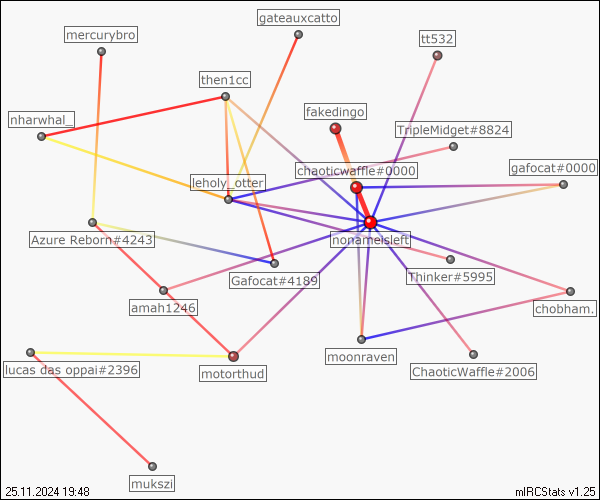 gateauxcatto
mercurybro
tt532
then1cc
fakedingo
nharwhal_
TripleMidget#8824
chaoticwaffle#0000
gafocat#0000
leholy_otter
Azure Reborn#4243
nonameisleft
Gafocat#4189
Thinker#5995
amah1246
chobham.
moonraven
lucas das oppai#2396
motorthud
ChaoticWaffle#2006
mukszi
25.11.2024 19:48
mIRCStats v1.25